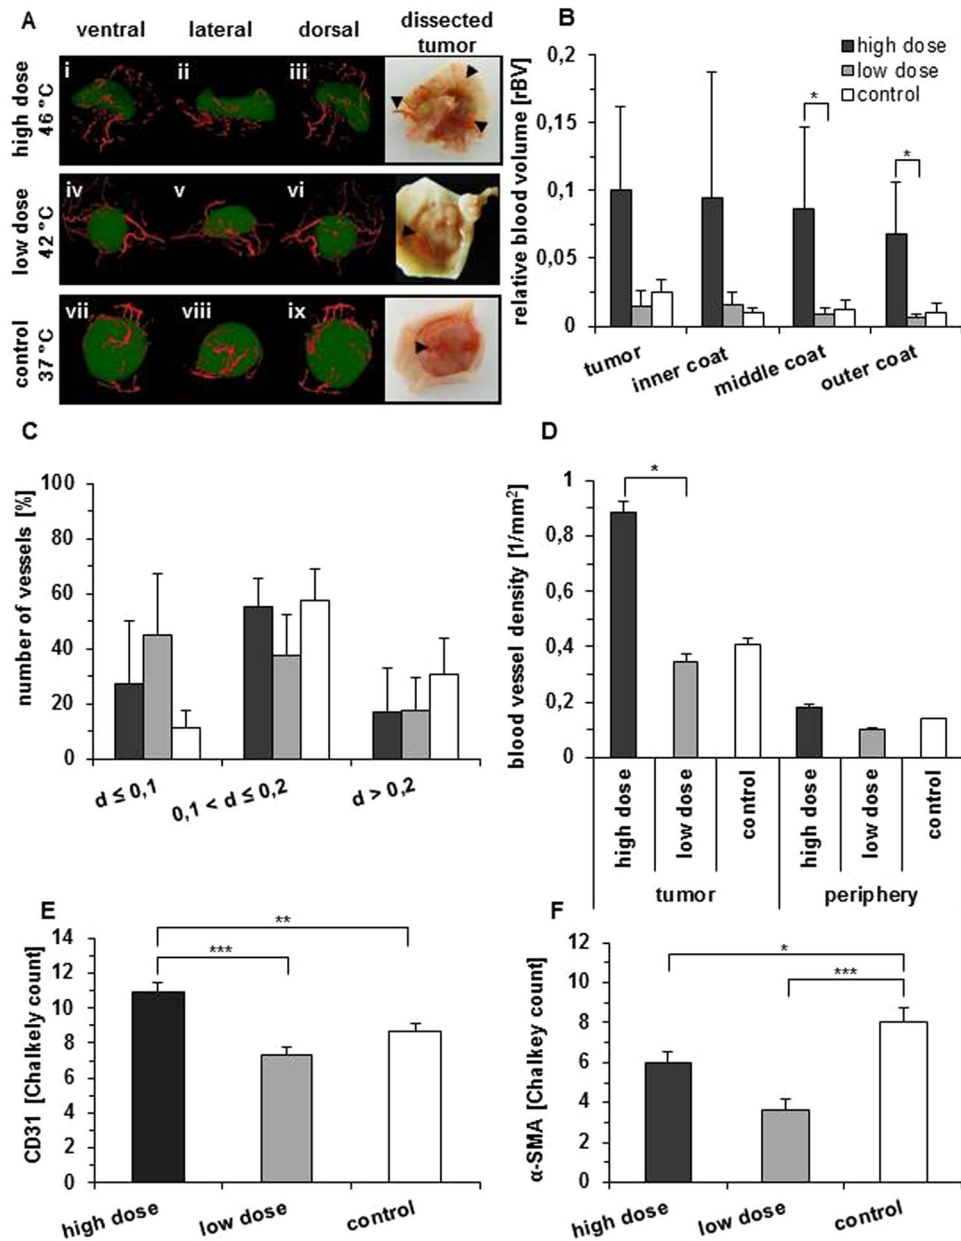 A
ventral
lateral
dorsal
dissected
tumor
high dose
46 °C
i
ii
iii
low dose
42 °C
iv
v
vi
control
37 °C
vii
viii
ix
B
relative blood volume [rBV]
0,2
0,15
0,1
0,05
0
high dose
low dose
control
*
*
tumor
inner coat
middle coat
outer coat
C
number of vessels [%]
100
80
60
40
20
0
d ≤ 0,1
0,1 < d ≤ 0,2
d > 0,2
D
blood vessel density [1/mm²]
1
0,8
0,6
0,4
0,2
0
*
high dose
low dose
control
high dose
low dose
control
tumor
periphery
E
CD31 [Chalkely count]
14
12
10
8
6
4
2
0
**
***
high dose
low dose
control
F
α-SMA [Chalkey count]
12
10
8
6
4
2
0
*
***
high dose
low dose
control